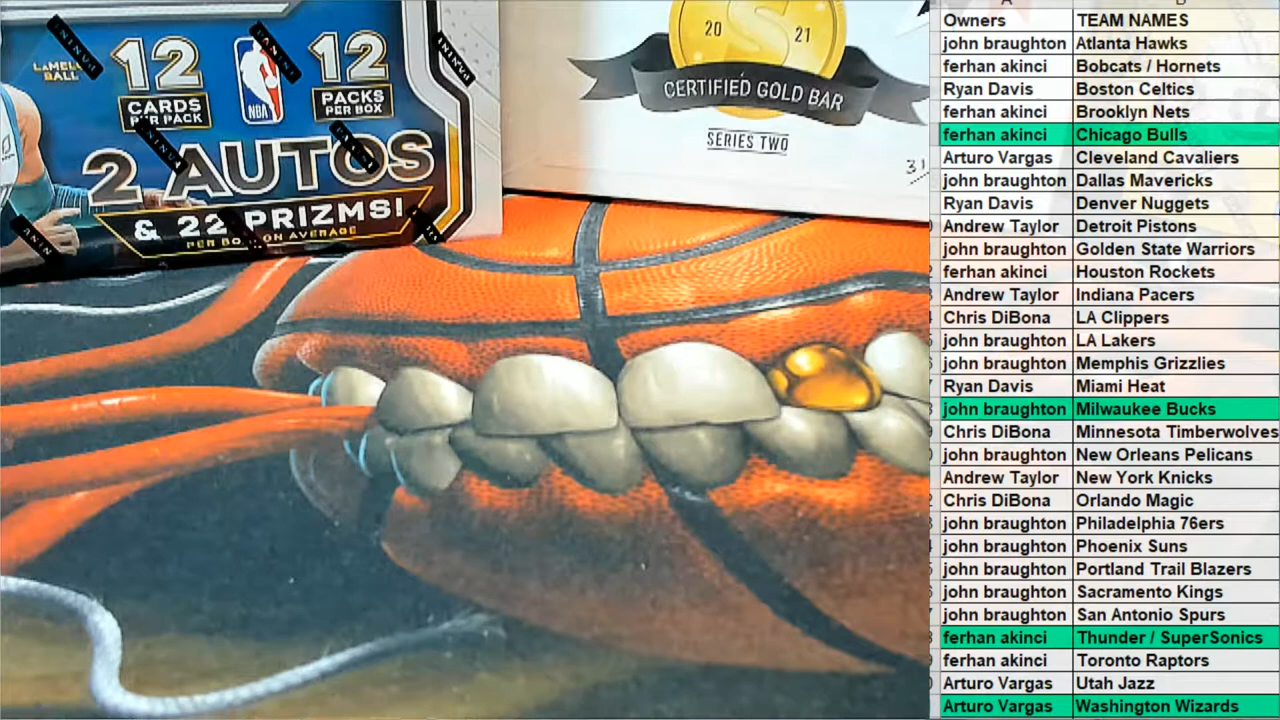 PANINI
PANINI
PANINI
LAMELO
BALL
12
CARDS
PER PACK
NBA
12
PACKS
PER BOX
2 AUTOS
& 22 PRIZMS!
PER BOX ON AVERAGE
20 21
CERTIFIED GOLD BAR
SERIES TWO
31
Owners TEAM NAMES
john braughton Atlanta Hawks
ferhan akinci Bobcats / Hornets
Ryan Davis Boston Celtics
ferhan akinci Brooklyn Nets
ferhan akinci Chicago Bulls
Arturo Vargas Cleveland Cavaliers
john braughton Dallas Mavericks
Ryan Davis Denver Nuggets
Andrew Taylor Detroit Pistons
john braughton Golden State Warriors
ferhan akinci Houston Rockets
Andrew Taylor Indiana Pacers
Chris DiBona LA Clippers
john braughton LA Lakers
john braughton Memphis Grizzlies
Ryan Davis Miami Heat
john braughton Milwaukee Bucks
Chris DiBona Minnesota Timberwolves
john braughton New Orleans Pelicans
Andrew Taylor New York Knicks
Chris DiBona Orlando Magic
john braughton Philadelphia 76ers
john braughton Phoenix Suns
john braughton Portland Trail Blazers
john braughton Sacramento Kings
john braughton San Antonio Spurs
ferhan akinci Thunder / SuperSonics
ferhan akinci Toronto Raptors
Arturo Vargas Utah Jazz
Arturo Vargas Washington Wizards